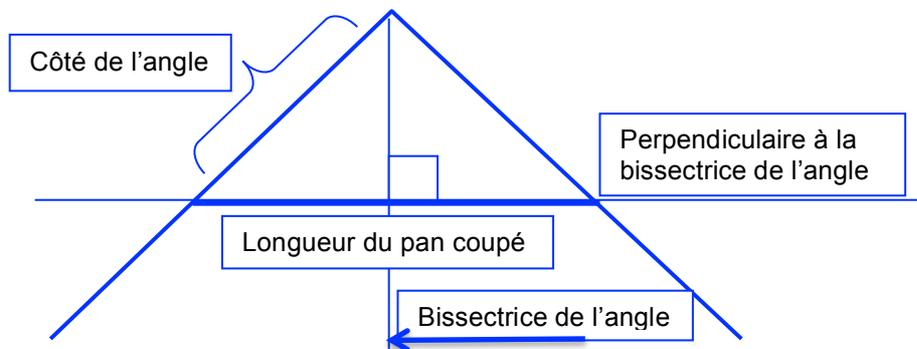 Côté de l’angle
Perpendiculaire à la
bissectrice de l’angle
Longueur du pan coupé
Bissectrice de l’angle